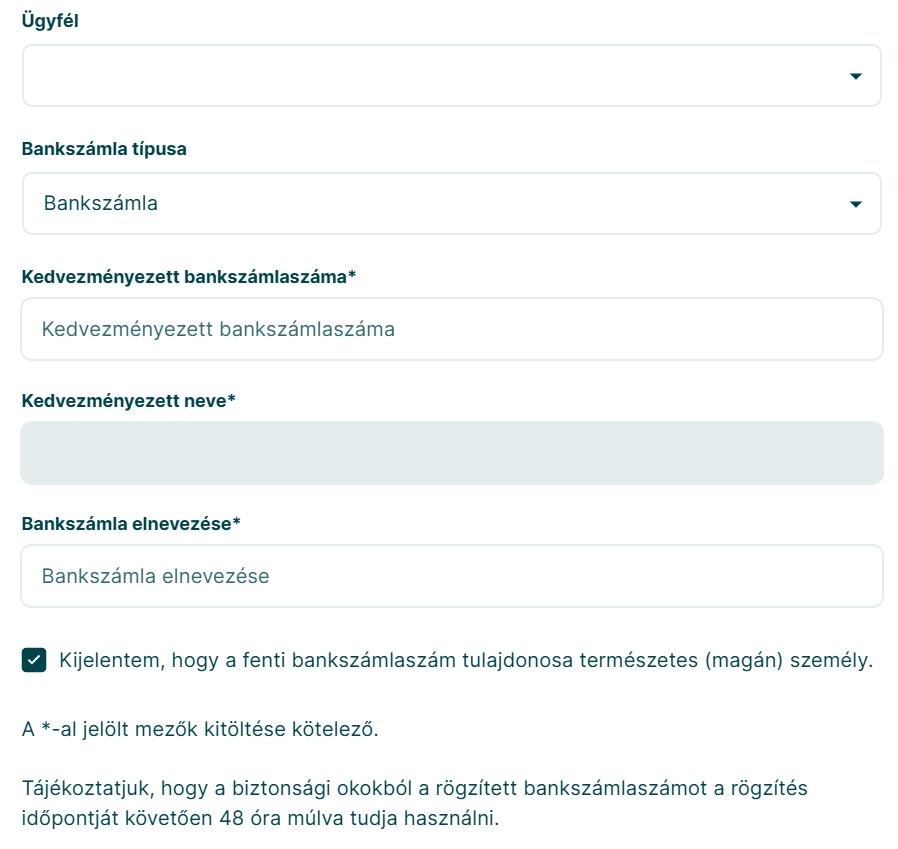 Ügyfél
Bankszámla típusa
Bankszámla
Kedvezményezett bankszámlaszáma*
Kedvezményezett bankszámlaszáma
Kedvezményezett neve*
Bankszámla elnevezése*
Bankszámla elnevezése
Kijelentem, hogy a fenti bankszámlaszám tulajdonosa természetes (magán) személy.
A *-al jelölt mezők kitöltése kötelező.
Tájékoztatjuk, hogy a biztonsági okokból a rögzített bankszámlaszámot a rögzítés
időpontját követően 48 óra múlva tudja használni.